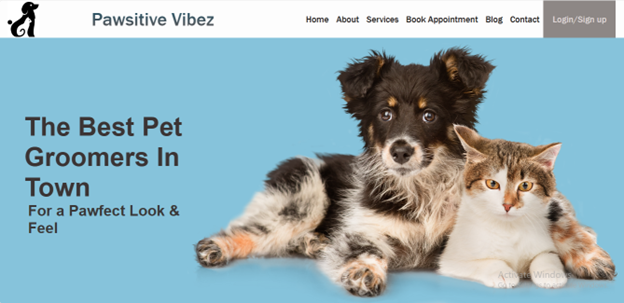 Pawsitive Vibez
Home About Services Book Appointment Blog Contact Login/Sign up
The Best Pet
Groomers In
Town
For a Pawfect Look &
Feel
Activate Windows